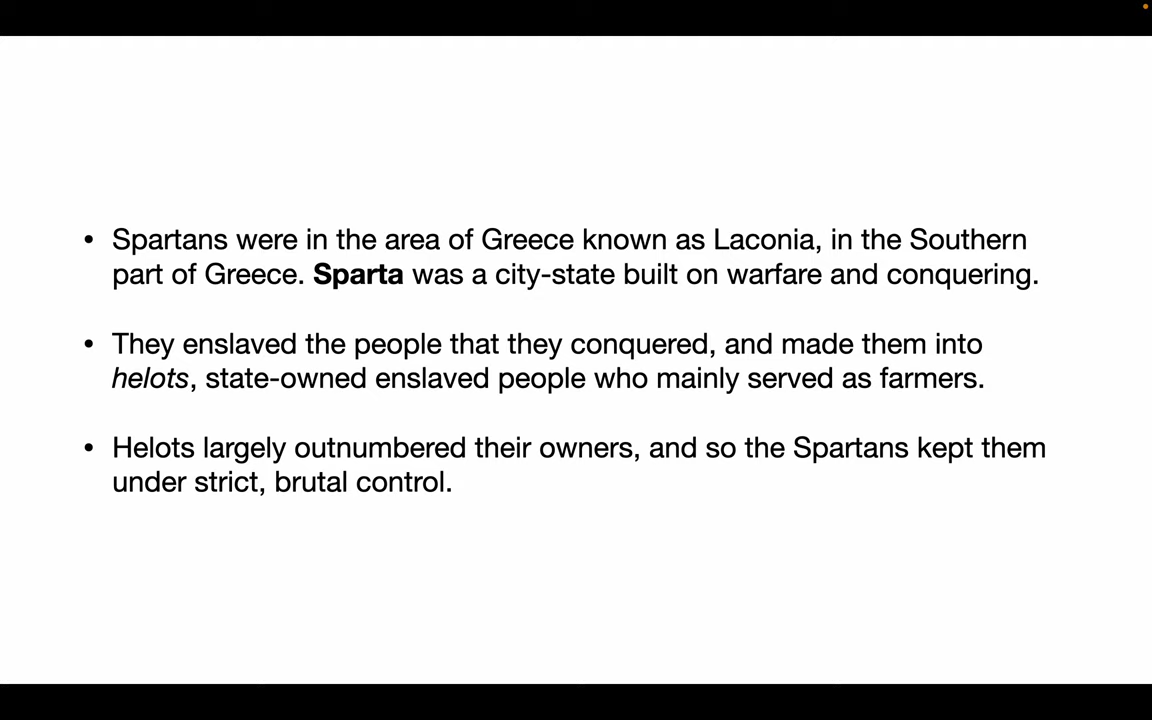 • Spartans were in the area of Greece known as Laconia, in the Southern
part of Greece. Sparta was a city-state built on warfare and conquering.
• They enslaved the people that they conquered, and made them into
helots, state-owned enslaved people who mainly served as farmers.
• Helots largely outnumbered their owners, and so the Spartans kept them
under strict, brutal control.